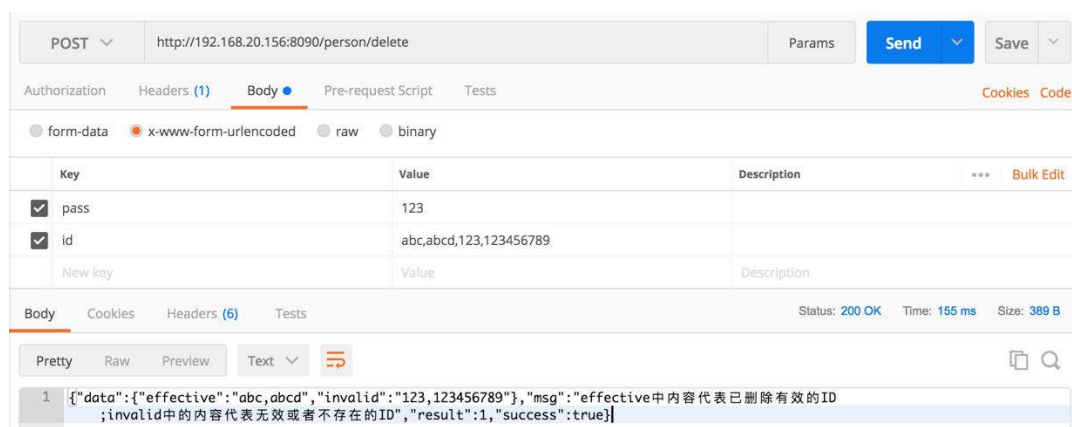 POST http://192.168.20.156:8090/person/delete Params Send Save
Authorization Headers (1) Body Pre-request Script Tests Cookies Code
form-data x-www-form-urlencoded raw binary
Key Value Description ••• Bulk Edit
pass 123
id abc,abcd,123,123456789
New key Value Description
Body Cookies Headers (6) Tests Status: 200 OK Time: 155 ms Size: 389 B
Pretty Raw Preview Text
1 {"data":{"effective":"abc,abcd","invalid":"123,123456789"},"msg":"effective中内容代表已删除有效的ID
;invalid中的内容代表无效或者不存在的ID","result":1,"success":true}